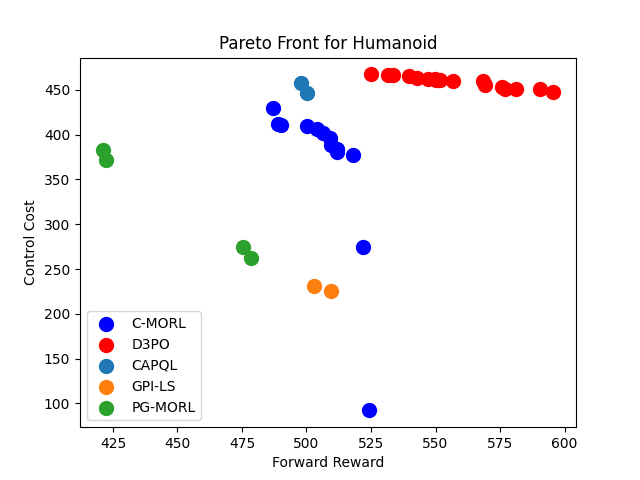 Pareto Front for Humanoid
Control Cost
450
400
350
300
250
200
150
100
C-MORL
D3PO
CAPQL
GPI-LS
PG-MORL
425 450 475 500 525 550 575 600
Forward Reward